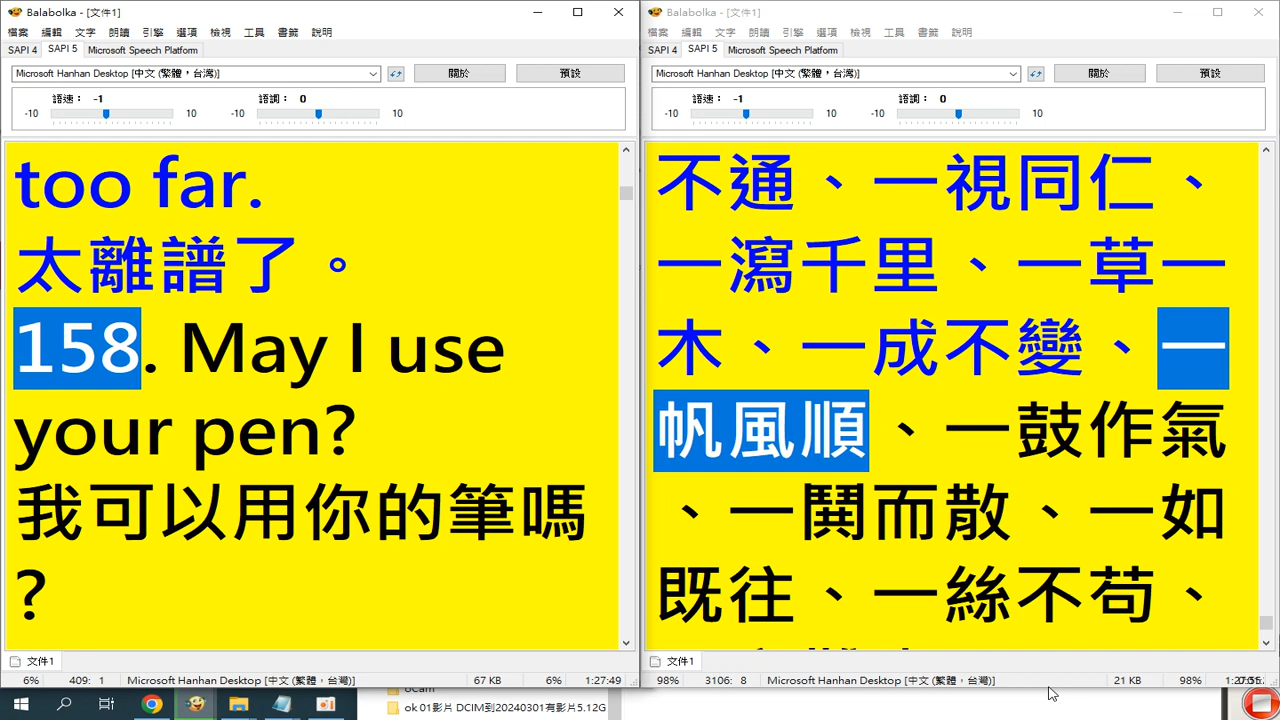 Balabolka - [文件1]
檔案 編輯 文字 朗讀 引擎 選項 檢視 工具 書籤 說明
SAPI 4 SAPI 5 Microsoft Speech Platform
Microsoft Hanhan Desktop [中文 (繁體，台灣)] 關於 預設
語速： -1 語調： 0
-10 10 -10 10
too far.
太離譜了。
158. May I use
your pen?
我可以用你的筆嗎
?
文件1
6% 409: 1 Microsoft Hanhan Desktop [中文 (繁體，台灣)] 67 KB 6% 1:27:49
Balabolka - [文件1]
檔案 編輯 文字 朗讀 引擎 選項 檢視 工具 書籤 說明
SAPI 4 SAPI 5 Microsoft Speech Platform
Microsoft Hanhan Desktop [中文 (繁體，台灣)] 關於 預設
語速： -1 語調： 0
-10 10 -10 10
不通、一視同仁、
一瀉千里、一草一
木、一成不變、一
帆風順、一鼓作氣
、一鬨而散、一如
既往、一絲不苟、
文件1
98% 3106: 8 Microsoft Hanhan Desktop [中文 (繁體，台灣)] 21 KB 98%
oCam
ok 01影片 DCIM到20240301有影片5.12G